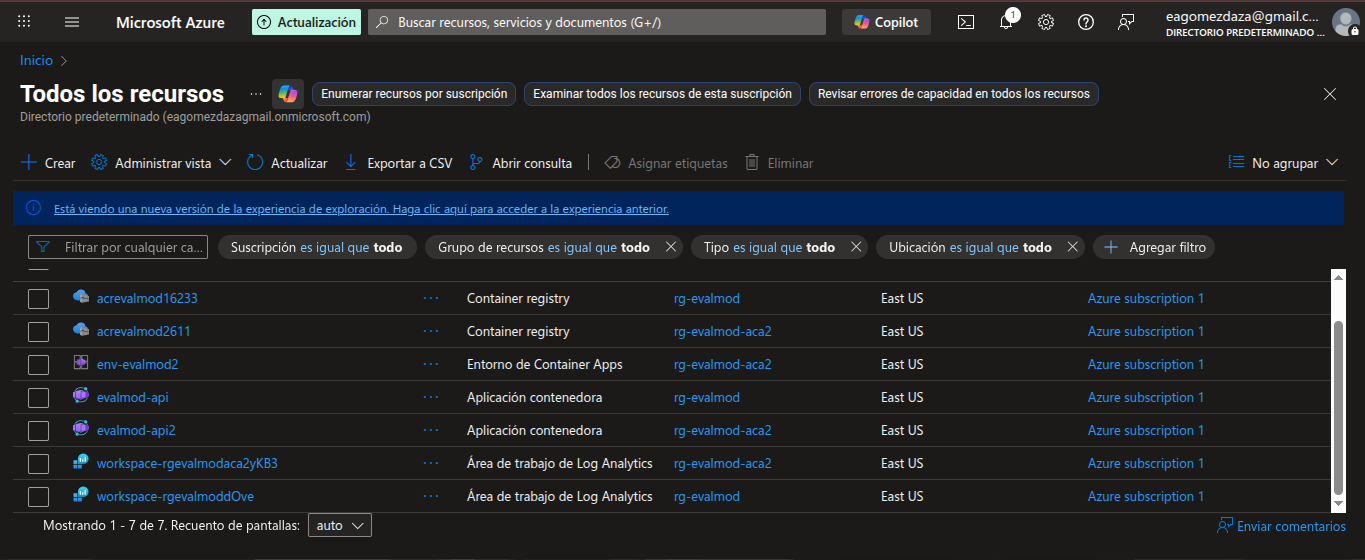 Microsoft Azure
Actualización
Buscar recursos, servicios y documentos (G+/)
Copilot
1
eagomezdaza@gmail.c...
DIRECTORIO PREDETERMINADO ...
Inicio >
Todos los recursos ...
Enumerar recursos por suscripción
Examinar todos los recursos de esta suscripción
Revisar errores de capacidad en todos los recursos
Directorio predeterminado (eagomezdazagmail.onmicrosoft.com)
Crear
Administrar vista
Actualizar
Exportar a CSV
Abrir consulta
Asignar etiquetas
Eliminar
No agrupar
Está viendo una nueva versión de la experiencia de exploración. Haga clic aquí para acceder a la experiencia anterior.
Filtrar por cualquier ca...
Suscripción es igual que todo
Grupo de recursos es igual que todo
Tipo es igual que todo
Ubicación es igual que todo
Agregar filtro
acrevalmod16233 ... Container registry rg-evalmod East US Azure subscription 1
acrevalmod2611 ... Container registry rg-evalmod-aca2 East US Azure subscription 1
env-evalmod2 ... Entorno de Container Apps rg-evalmod-aca2 East US Azure subscription 1
evalmod-api ... Aplicación contenedora rg-evalmod East US Azure subscription 1
evalmod-api2 ... Aplicación contenedora rg-evalmod-aca2 East US Azure subscription 1
workspace-rgevalmodaca2yKB3 ... Área de trabajo de Log Analytics rg-evalmod-aca2 East US Azure subscription 1
workspace-rgevalmoddOve ... Área de trabajo de Log Analytics rg-evalmod East US Azure subscription 1
Mostrando 1 - 7 de 7. Recuento de pantallas: auto
Enviar comentarios